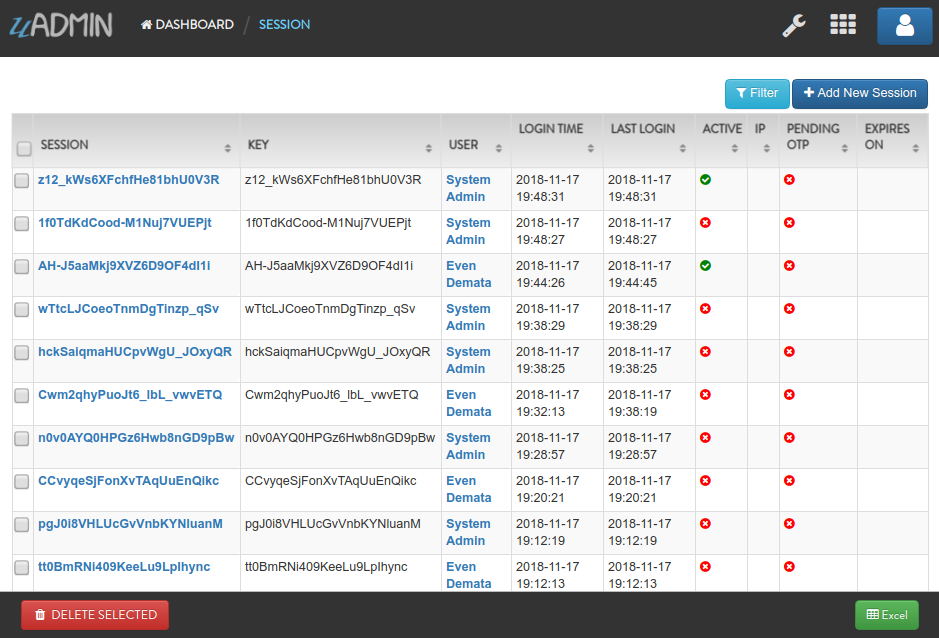 uADMIN DASHBOARD / SESSION
Filter Add New Session
SESSION KEY USER LOGIN TIME LAST LOGIN ACTIVE IP PENDING OTP EXPIRES ON
z12_kWs6XFchfHe81bhU0V3R z12_kWs6XFchfHe81bhU0V3R System Admin 2018-11-17 19:48:31 2018-11-17 19:48:31
1f0TdKdCood-M1Nuj7VUEPjt 1f0TdKdCood-M1Nuj7VUEPjt System Admin 2018-11-17 19:48:27 2018-11-17 19:48:27
AH-J5aaMkj9XVZ6D9OF4dI1i AH-J5aaMkj9XVZ6D9OF4dI1i Even Demata 2018-11-17 19:44:26 2018-11-17 19:44:45
wTtcLJCoeoTnmDgTinzp_qSv wTtcLJCoeoTnmDgTinzp_qSv System Admin 2018-11-17 19:38:29 2018-11-17 19:38:29
hckSaiqmaHUCpvWgU_JOxyQR hckSaiqmaHUCpvWgU_JOxyQR System Admin 2018-11-17 19:38:25 2018-11-17 19:38:25
Cwm2qhyPuoJt6_IbL_vwvETQ Cwm2qhyPuoJt6_IbL_vwvETQ Even Demata 2018-11-17 19:32:13 2018-11-17 19:38:19
n0v0AYQ0HPGz6Hwb8nGD9pBw n0v0AYQ0HPGz6Hwb8nGD9pBw System Admin 2018-11-17 19:28:57 2018-11-17 19:28:57
CCvyqeSjFonXvTAqUuEnQikc CCvyqeSjFonXvTAqUuEnQikc Even Demata 2018-11-17 19:20:21 2018-11-17 19:20:21
pgJ0i8VHLUcGvVnbKYNluanM pgJ0i8VHLUcGvVnbKYNluanM System Admin 2018-11-17 19:12:19 2018-11-17 19:12:19
tt0BmRNi409KeeLu9LpIhync tt0BmRNi409KeeLu9LpIhync Even Demata 2018-11-17 19:12:13 2018-11-17 19:12:13
DELETE SELECTED Excel